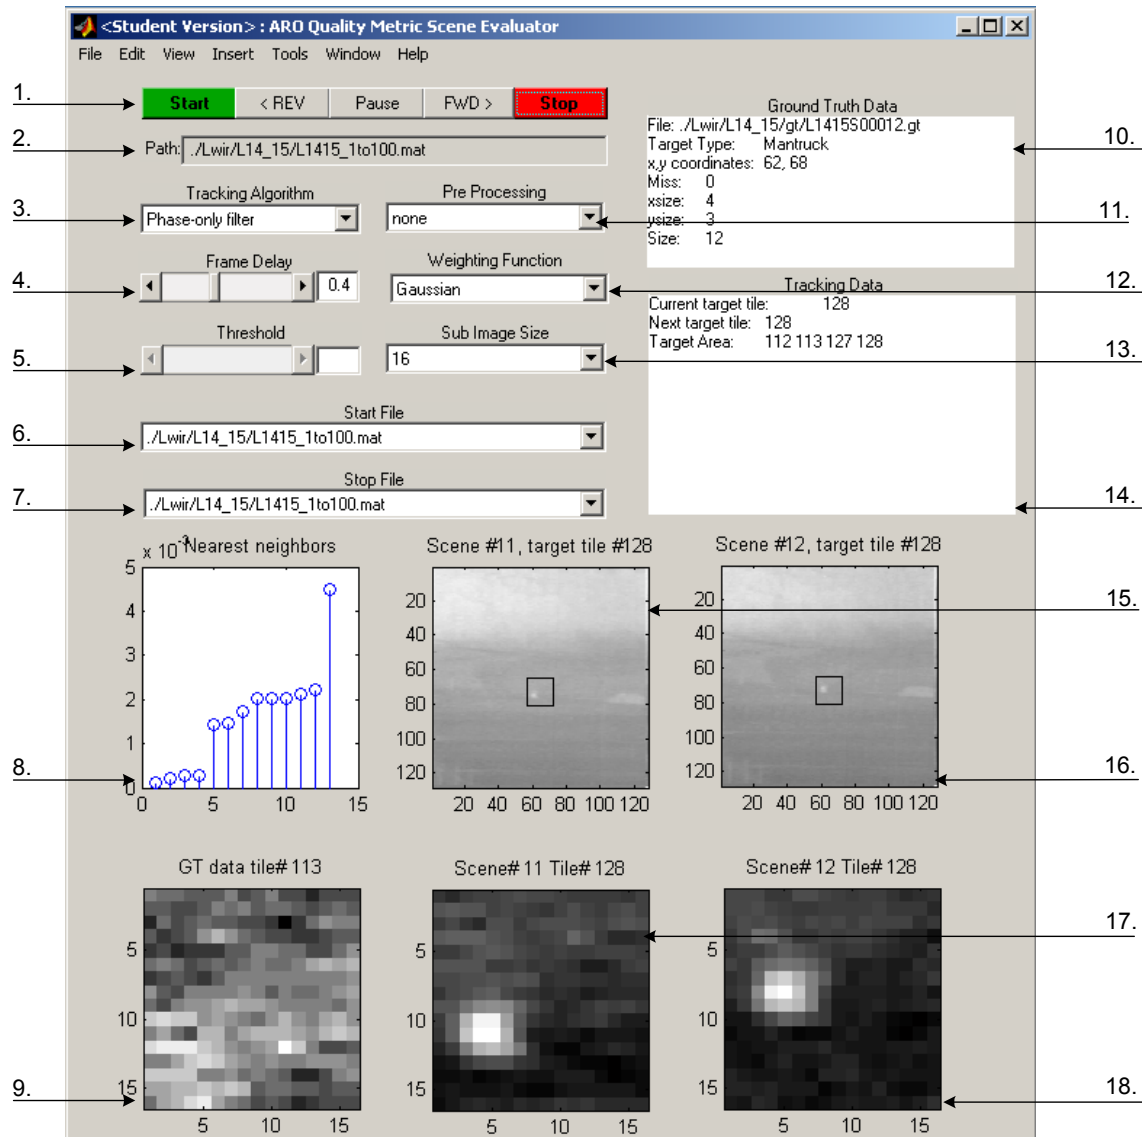 <Student Version> : ARO Quality Metric Scene Evaluator
File Edit View Insert Tools Window Help
1.
Start < REV Pause FWD > Stop
2.
Path: ./Lwir/L14_15/L1415_1to100.mat
Ground Truth Data
File: ./Lwir/L14_15/gt/L1415S00012.gt
Target Type: Mantruck
x,y coordinates: 62, 68
Miss: 0
xsize: 4
ysize: 3
Size: 12
10.
3.
Tracking Algorithm
Phase-only filter
Pre Processing
none
11.
4.
Frame Delay
0.4
Weighting Function
Gaussian
12.
Tracking Data
Current target tile: 128
Next target tile: 128
Target Area: 112 113 127 128
5.
Threshold
Sub Image Size
16
13.
6.
Start File
./Lwir/L14_15/L1415_1to100.mat
7.
Stop File
./Lwir/L14_15/L1415_1to100.mat
14.
x 10-3
Nearest neighbors
5
4
3
2
1
0
0 5 10 15
8.
Scene #11, target tile #128
20
40
60
80
100
120
20 40 60 80 100 120
15.
Scene #12, target tile #128
20
40
60
80
100
120
20 40 60 80 100 120
16.
GT data tile# 113
5
10
15
5 10 15
9.
Scene# 11 Tile# 128
5
10
15
5 10 15
17.
Scene# 12 Tile# 128
5
10
15
5 10 15
18.